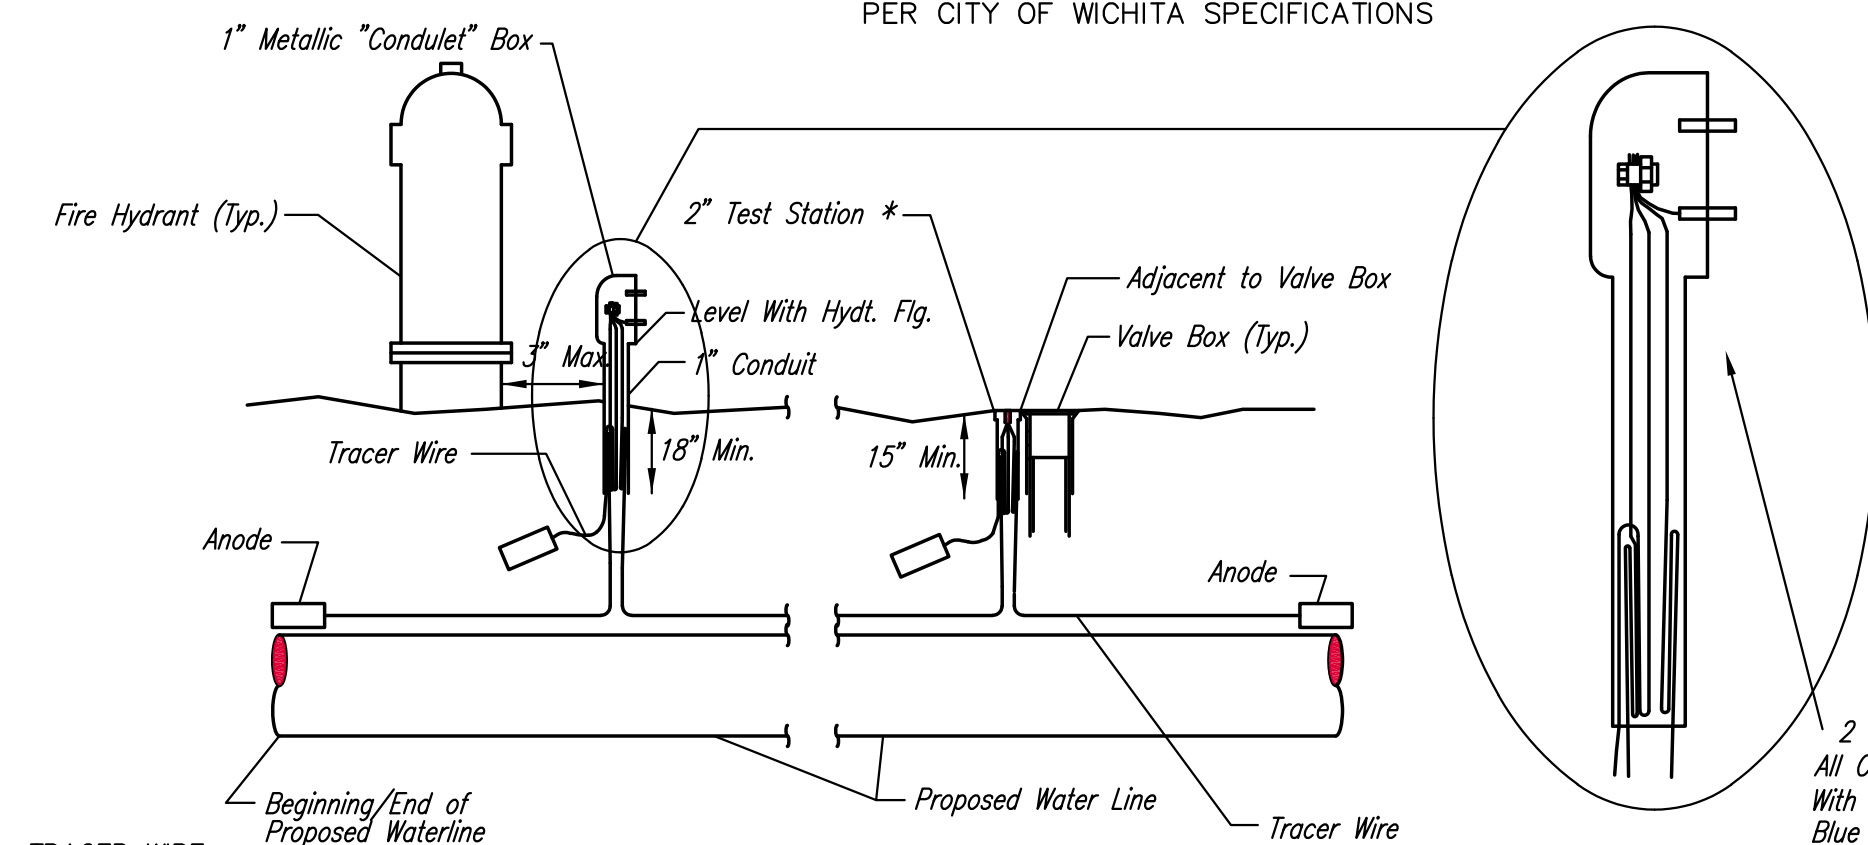 PER CITY OF WICHITA SPECIFICATIONS
1" Metallic "Condulet" Box
Fire Hydrant (Typ.)
2" Test Station *
Adjacent to Valve Box
Level With Hydt. Flg.
Valve Box (Typ.)
3" Max.
1" Conduit
Tracer Wire
18" Min.
15" Min.
Anode
Anode
2
All
With
Blue
Beginning/End of
Proposed Waterline
Proposed Water Line
Tracer Wire
TRACER WIRE